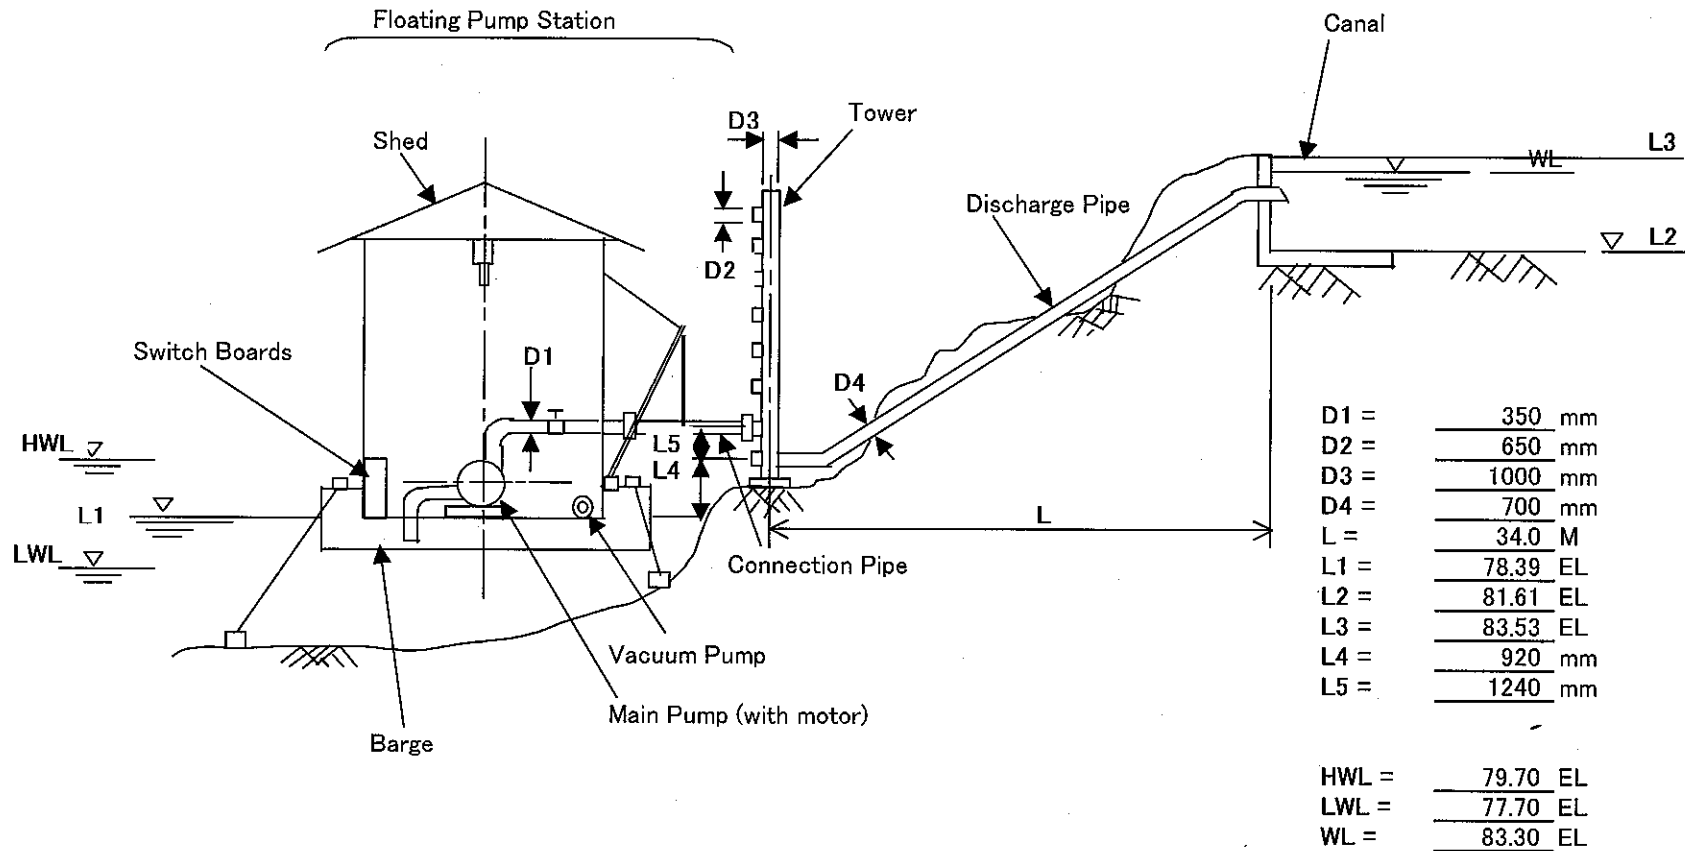 Floating Pump Station
Canal
D3
Tower
Shed
L3
WL
Discharge Pipe
L2
D2
Switch Boards
D1
D4
HWL
L5
L4
L1
L
LWL
Connection Pipe
Vacuum Pump
Main Pump (with motor)
Barge
D1 = 350 mm
D2 = 650 mm
D3 = 1000 mm
D4 = 700 mm
L = 34.0 M
L1 = 78.39 EL
L2 = 81.61 EL
L3 = 83.53 EL
L4 = 920 mm
L5 = 1240 mm
HWL = 79.70 EL
LWL = 77.70 EL
WL = 83.30 EL